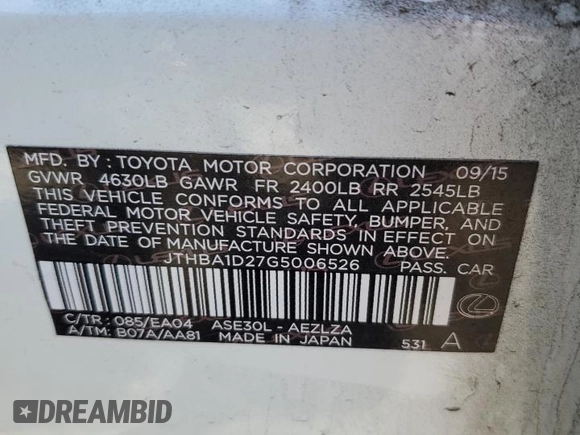 MFD. BY: TOYOTA MOTOR CORPORATION 09/15
GVWR 4630LB GAWR FR 2400LB RR 2545LB
THIS VEHICLE CONFORMS TO ALL APPLICABLE
FEDERAL MOTOR VEHICLE SAFETY, BUMPER, AND
THEFT PREVENTION STANDARDS IN EFFECT ON
THE DATE OF MANUFACTURE SHOWN ABOVE.
JTHBA1D27G5006526 PASS. CAR
C/TR: 085/EA04 ASE30L - AEZLZA
A/TM: B07A/AA81 MADE IN JAPAN 531 A
DREAMBID